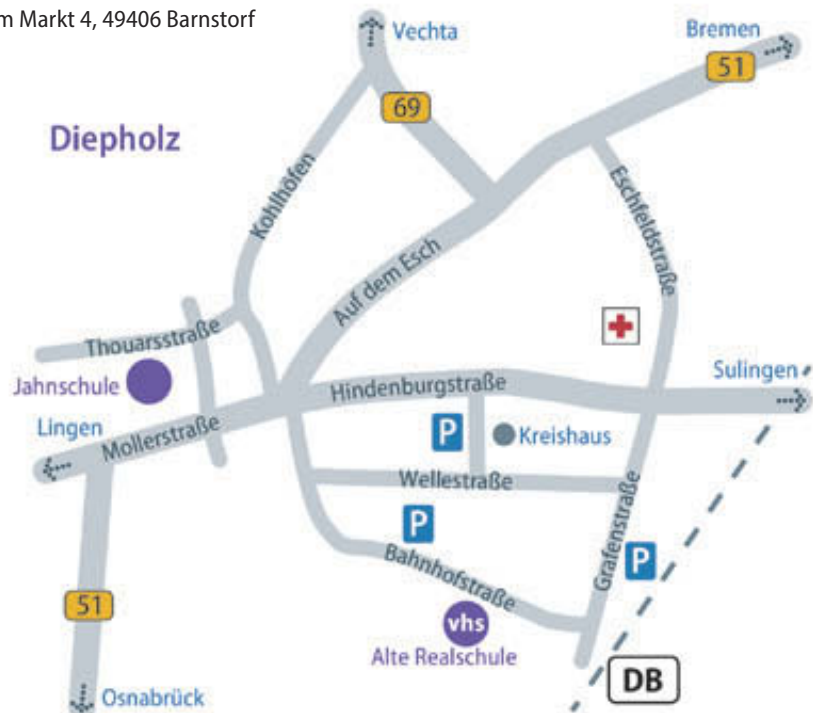 m Markt 4, 49406 Barnstorf
Vechta
Bremen
51
69
Diepholz
Kohlhöfen
Eschfeldstraße
Auf dem Esch
Thouarsstraße
Jahnschule
Hindenburgstraße
Sulingen
Lingen
Mollerstraße
P
Kreishaus
Wellestraße
P
Bahnhofstraße
Grafenstraße
P
51
vhs
Alte Realschule
DB
Osnabrück